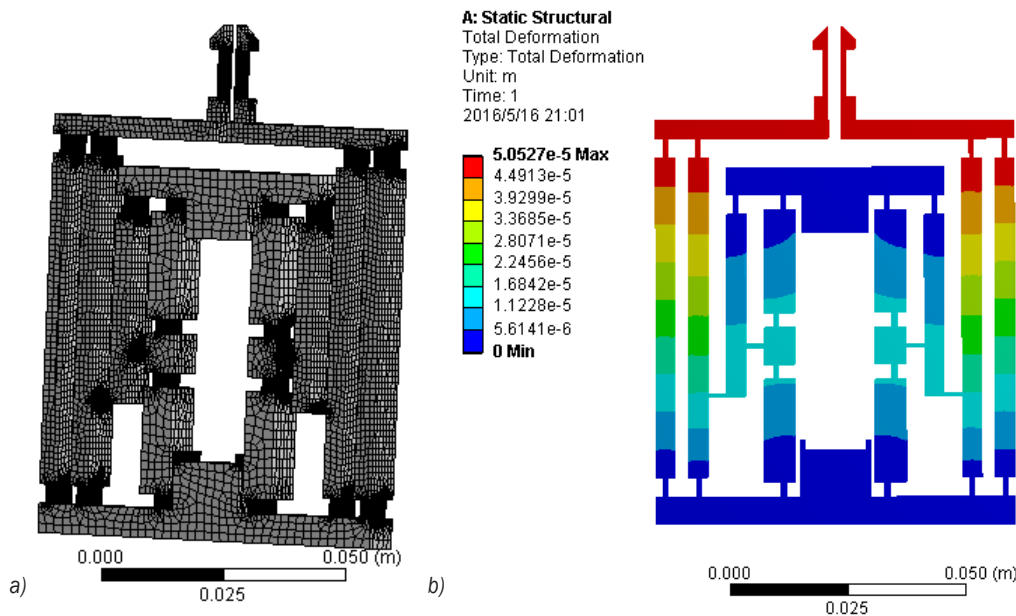 A: Static Structural
Total Deformation
Type: Total Deformation
Unit: m
Time: 1
2016/5/16 21:01
5.0527e-5 Max
4.4913e-5
3.9299e-5
3.3685e-5
2.8071e-5
2.2456e-5
1.6842e-5
1.1228e-5
5.6141e-6
0 Min
0.000 0.050 (m)
0.025
a)
0.000 0.050 (m)
0.025
b)